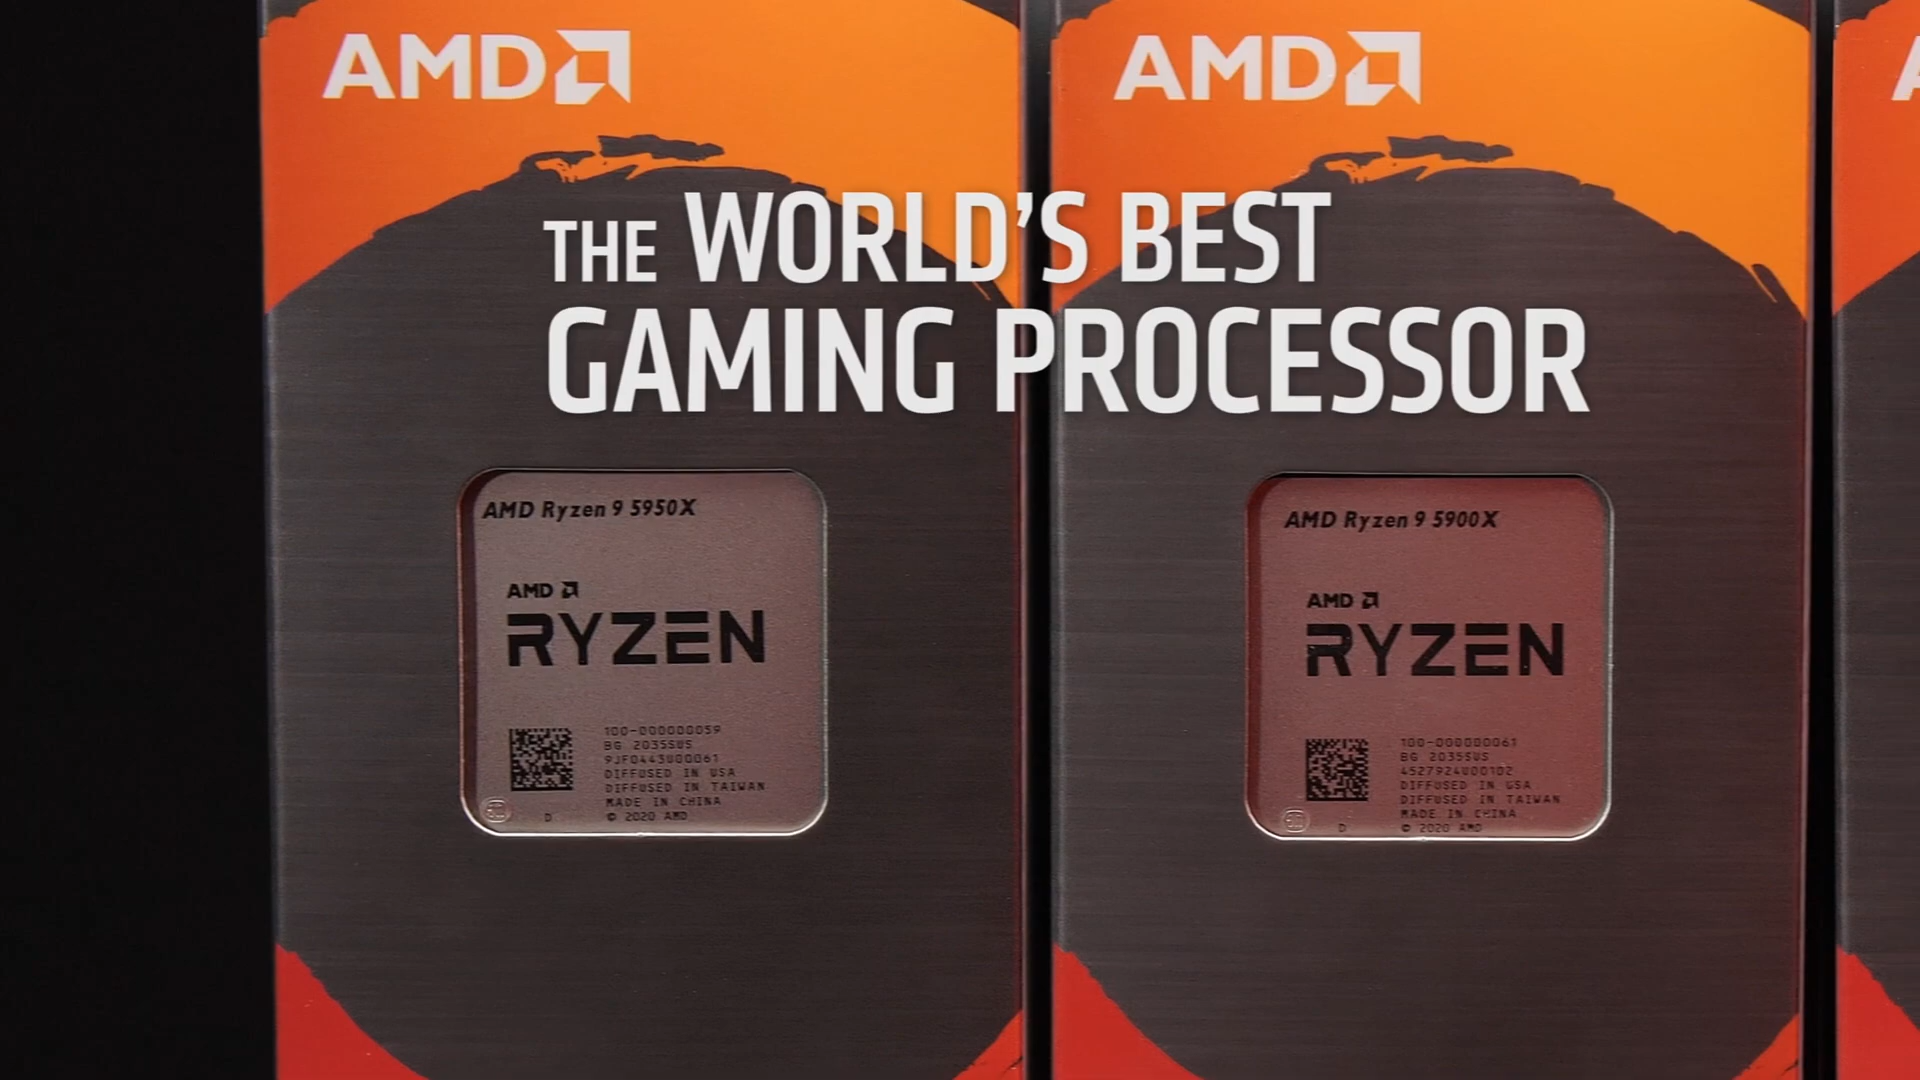 AMD
AMD
THE WORLD'S BEST
GAMING PROCESSOR
AMD Ryzen 9 5950X
AMD
RYZEN
100-000000059
BG 2035SUS
9JF0443U00061
DIFFUSED IN USA
DIFFUSED IN TAIWAN
MADE IN CHINA
© 2020 AMD
D
AMD Ryzen 9 5900X
AMD
RYZEN
100-000000061
BG 2035SUS
4527924U00102
DIFFUSED IN USA
DIFFUSED IN TAIWAN
MADE IN CHINA
© 2020 AMD
D
A